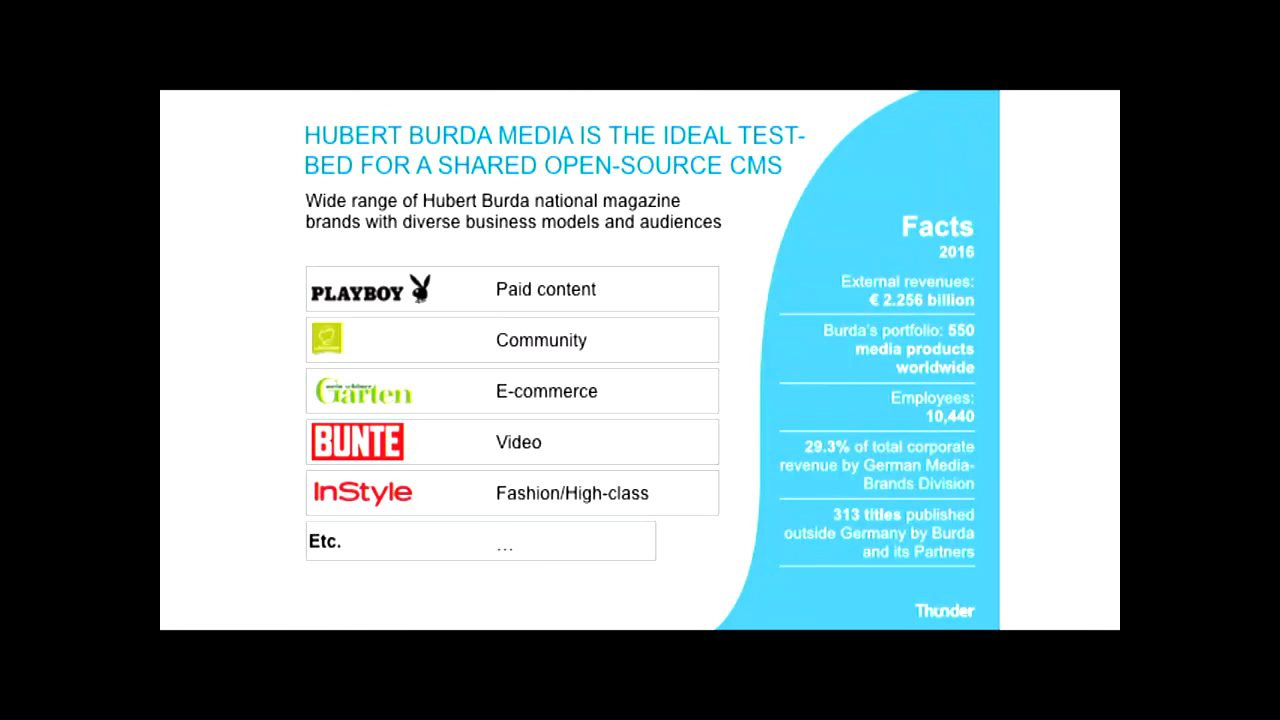 HUBERT BURDA MEDIA IS THE IDEAL TEST-
BED FOR A SHARED OPEN-SOURCE CMS
Wide range of Hubert Burda national magazine
brands with diverse business models and audiences
PLAYBOY Paid content
Community
mein schöner
Garten E-commerce
BUNTE Video
InStyle Fashion/High-class
Etc. ...
Facts
2016
External revenues:
€ 2.256 billion
Burda's portfolio: 550
media products
worldwide
Employees:
10,440
29.3% of total corporate
revenue by German Media-
Brands Division
313 titles published
outside Germany by Burda
and its Partners
Thunder